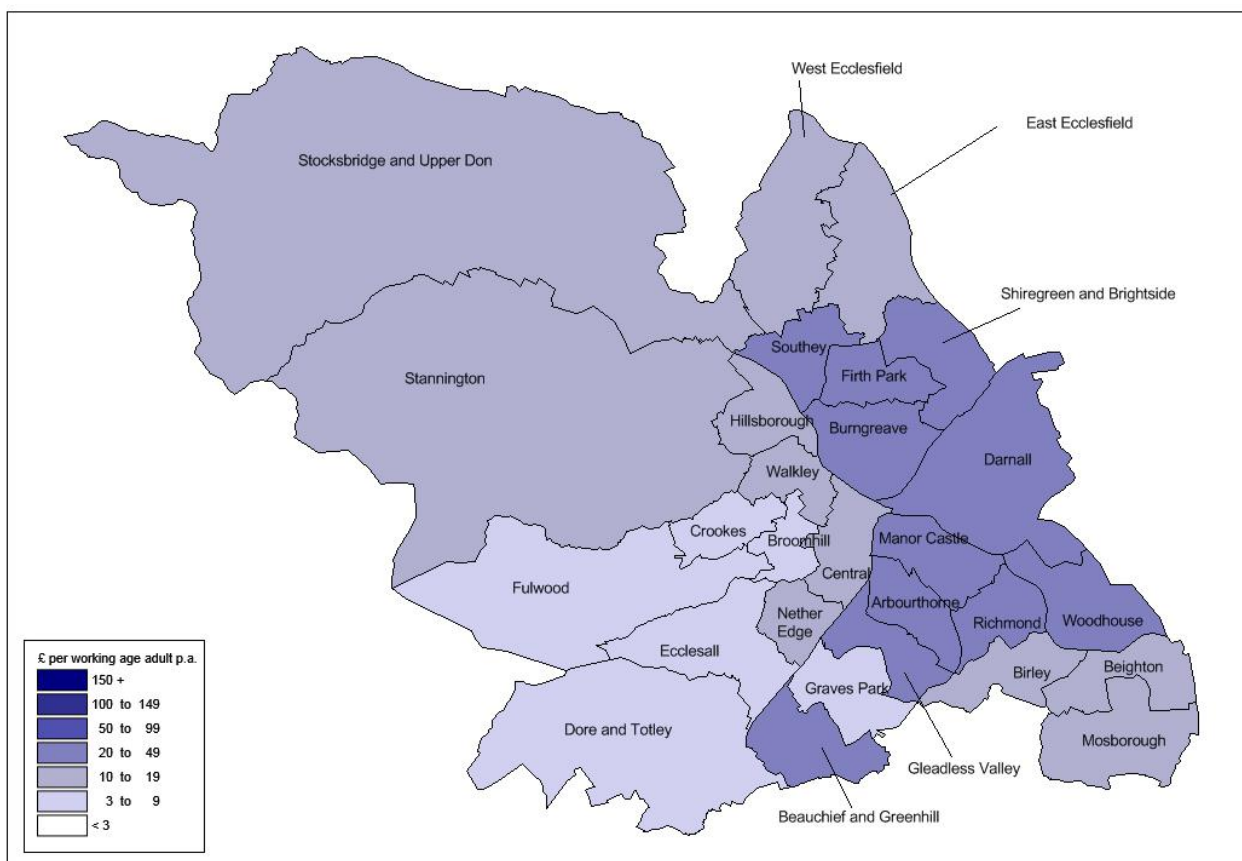 West Ecclesfield
East Ecclesfield
Stocksbridge and Upper Don
Shiregreen and Brightside
Southey
Firth Park
Stannington
Hillsborough
Burngreave
Darnall
Walkley
Crookes
Broomhill
Manor Castle
Central
Fulwood
Arbourthorne
Nether
Edge
Richmond
Woodhouse
Ecclesall
Birley
Beighton
Graves Park
Dore and Totley
Mosborough
Gleadless Valley
Beauchief and Greenhill
£ per working age adult p.a.
150 +
100 to 149
50 to 99
20 to 49
10 to 19
3 to 9
< 3